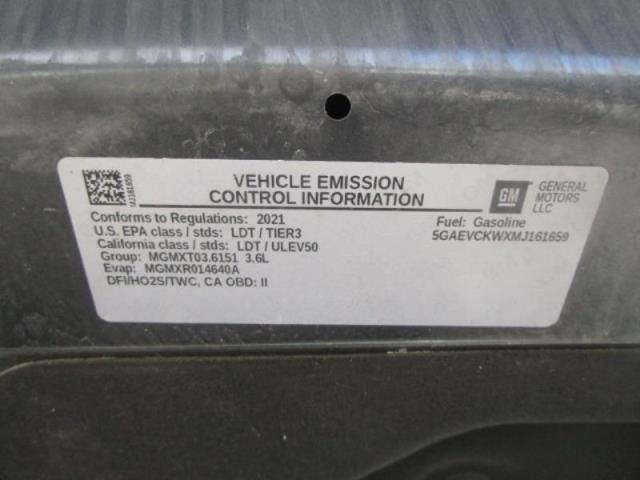 VEHICLE EMISSION
CONTROL INFORMATION
GM
GENERAL
MOTORS
LLC
Conforms to Regulations: 2021
U.S. EPA class / stds: LDT / TIER3
California class / stds: LDT / ULEV50
Group: MGMXT03.6151 3.6L
Evap: MGMXR014640A
DFI/HO2S/TWC, CA OBD: II
Fuel: Gasoline
5GAEVCKWXMJ161659
MJ161659